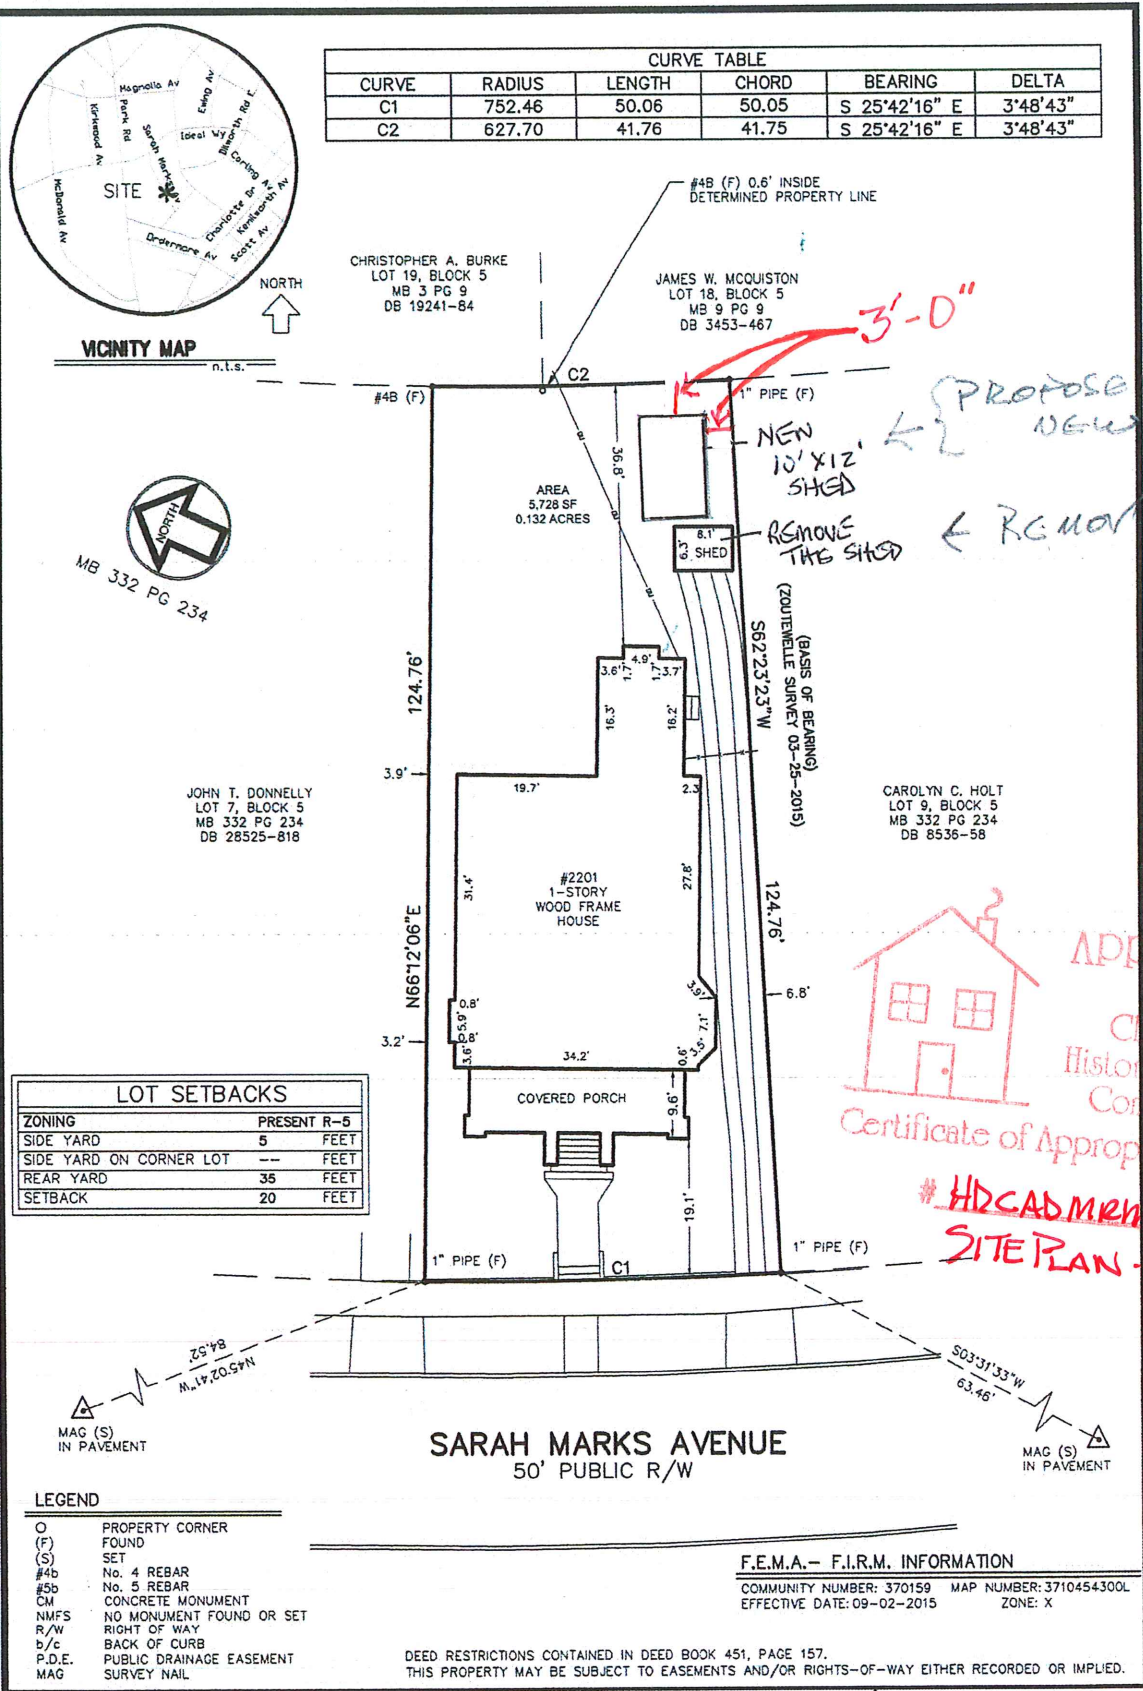 CURVE TABLE
CURVE RADIUS LENGTH CHORD BEARING DELTA
C1 752.46 50.06 50.05 S 25°42'16" E 3°48'43"
C2 627.70 41.76 41.75 S 25°42'16" E 3°48'43"
Magnolia Av
Ewing Av
Kirkwood Av
Park Rd
Sarah Marks Av
Ideal Wy
Dilworth Rd E.
Carling Av
McDonald Av
SITE
Charlotte Dr
Kenilworth Av
Ordermore Av
Scott Av
NORTH
VICINITY MAP
n.t.s.
#4B (F) 0.6' INSIDE
DETERMINED PROPERTY LINE
CHRISTOPHER A. BURKE
LOT 19, BLOCK 5
MB 3 PG 9
DB 19241-84
JAMES W. MCQUISTON
LOT 18, BLOCK 5
MB 9 PG 9
DB 3453-467
3'-0"
#4B (F)
C2
1" PIPE (F)
PROPOSE
NEW
NEW
10' X12'
SHED
36.8'
AREA
5,728 SF
0.132 ACRES
NORTH
MB 332 PG 234
8.1'
6.3'
SHED
REMOVE
THIS SHED
REMOV
124.76'
S62°23'23"W
(BASIS OF BEARING)
(ZOUTEWELLE SURVEY 03-25-2015)
3.6'
1.7'
4.9'
1.7'
3.7'
16.3'
16.2'
3.9'
19.7'
2.3
JOHN T. DONNELLY
LOT 7, BLOCK 5
MB 332 PG 234
DB 28525-818
CAROLYN C. HOLT
LOT 9, BLOCK 5
MB 332 PG 234
DB 8536-58
31.4'
#2201
1-STORY
WOOD FRAME
HOUSE
27.8'
124.76'
N66°12'06"E
3.9'
6.8'
0.8'
5.9'
0.8'
3.2'
3.6'
34.2'
0.6'
3.5'
7.1'
COVERED PORCH
9.6'
19.1'
LOT SETBACKS
ZONING PRESENT R-5
SIDE YARD 5 FEET
SIDE YARD ON CORNER LOT --- FEET
REAR YARD 35 FEET
SETBACK 20 FEET
APP
Histo
Co
Certificate of Approp
# HDCADMRM
SITE PLAN -
1" PIPE (F)
C1
1" PIPE (F)
84.52'
N45°02'41"W
S03°31'33"W
63.46'
MAG (S)
IN PAVEMENT
MAG (S)
IN PAVEMENT
SARAH MARKS AVENUE
50' PUBLIC R/W
LEGEND
O PROPERTY CORNER
(F) FOUND
(S) SET
#4b No. 4 REBAR
#5b No. 5 REBAR
CM CONCRETE MONUMENT
NMFS NO MONUMENT FOUND OR SET
R/W RIGHT OF WAY
b/c BACK OF CURB
P.D.E. PUBLIC DRAINAGE EASEMENT
MAG SURVEY NAIL
F.E.M.A.- F.I.R.M. INFORMATION
COMMUNITY NUMBER: 370159 MAP NUMBER: 3710454300L
EFFECTIVE DATE: 09-02-2015 ZONE: X
DEED RESTRICTIONS CONTAINED IN DEED BOOK 451, PAGE 157.
THIS PROPERTY MAY BE SUBJECT TO EASEMENTS AND/OR RIGHTS-OF-WAY EITHER RECORDED OR IMPLIED.